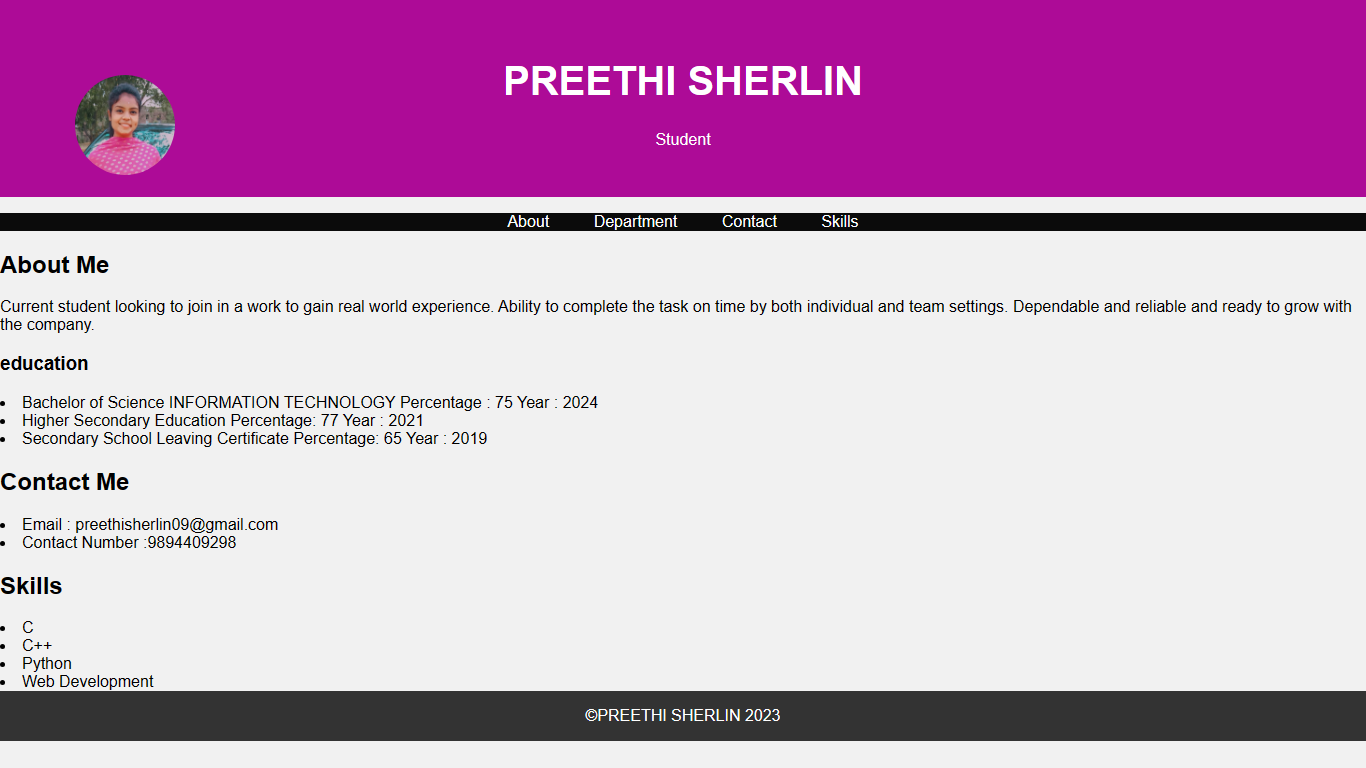 PREETHI SHERLIN
Student
About Department Contact Skills
About Me
Current student looking to join in a work to gain real world experience. Ability to complete the task on time by both individual and team settings. Dependable and reliable and ready to grow with
the company.
education
• Bachelor of Science INFORMATION TECHNOLOGY Percentage : 75 Year : 2024
• Higher Secondary Education Percentage: 77 Year : 2021
• Secondary School Leaving Certificate Percentage: 65 Year : 2019
Contact Me
• Email : preethisherlin09@gmail.com
• Contact Number :9894409298
Skills
• C
• C++
• Python
• Web Development
©PREETHI SHERLIN 2023